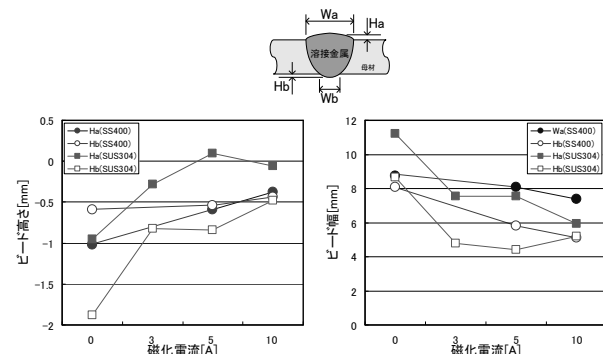 Wa
Ha
溶接金属
母材
Hb
Wb
0.5
0
-0.5
-1
-1.5
-2
ビード高さ[mm]
Ha(SS400)
Hb(SS400)
Ha(SUS304)
Hb(SUS304)
0
3
5
10
磁化電流[A]
12
10
8
6
4
2
0
ビード幅[mm]
Wa(SS400)
Hb(SS400)
Ha(SUS304)
Hb(SUS304)
0
3
5
10
磁化電流[A]